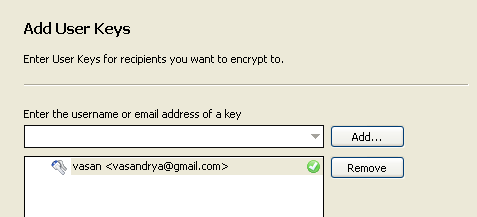 Add User Keys
Enter User Keys for recipients you want to encrypt to.
Enter the username or email address of a key
Add...
vasan <vasandrya@gmail.com>
Remove